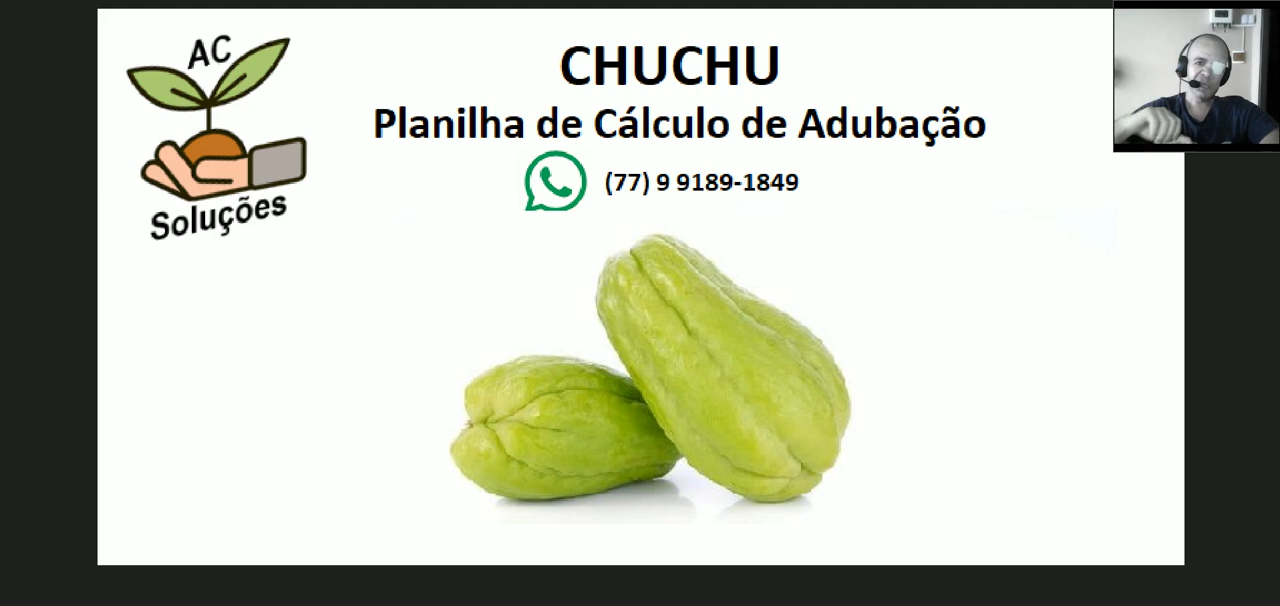 AC
Soluções
CHUCHU
Planilha de Cálculo de Adubação
(77) 9 9189-1849